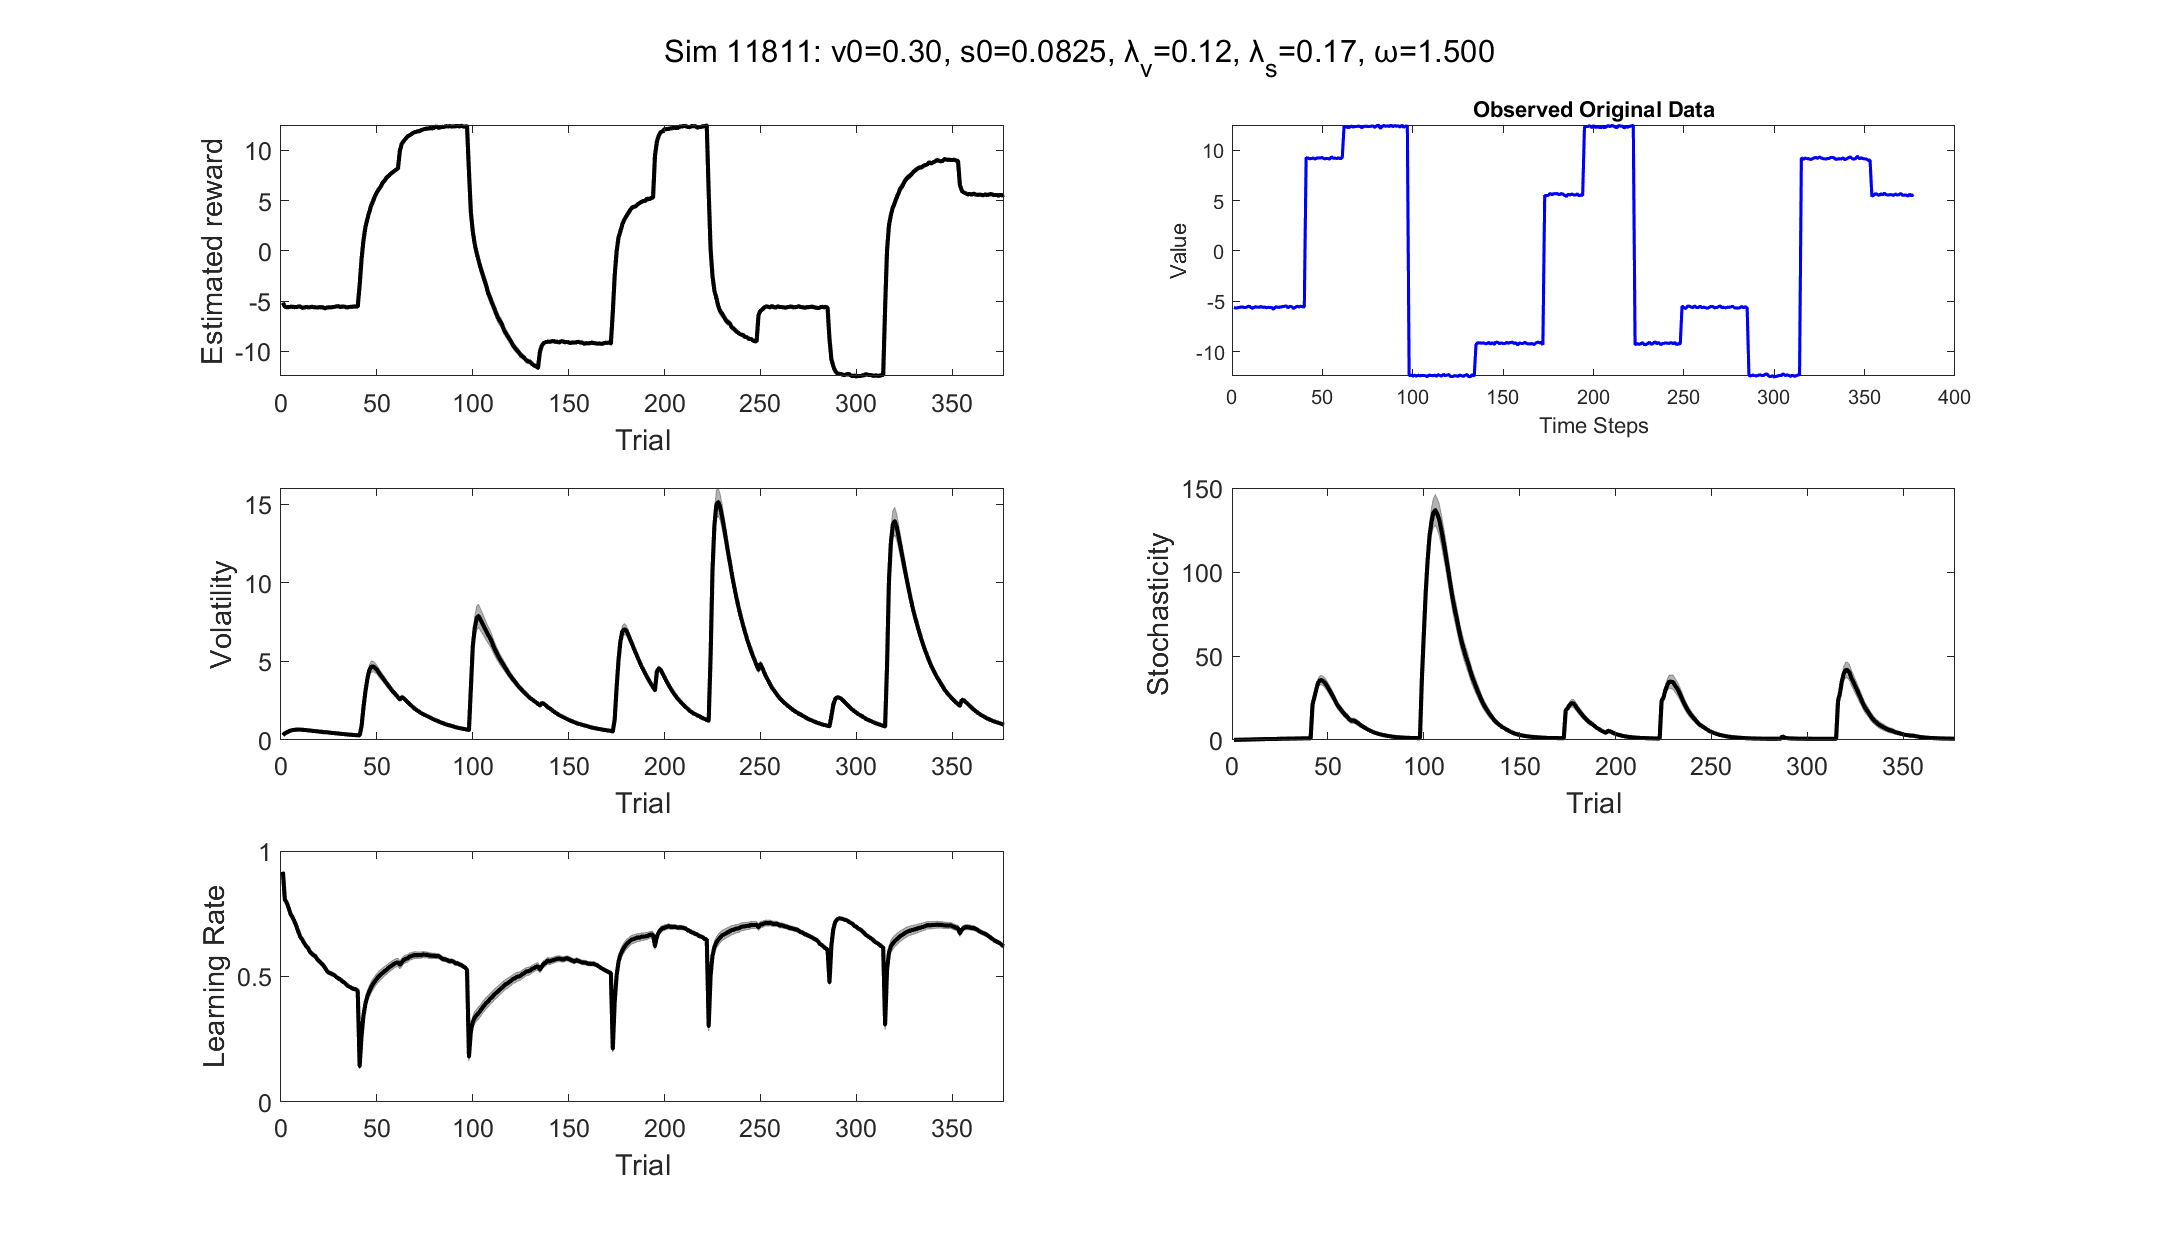 Sim 11811: v0=0.30, s0=0.0825, λ_v=0.12, λ_s=0.17, ω=1.500
Estimated reward
10
5
0
-5
-10
0 50 100 150 200 250 300 350
Trial
Observed Original Data
Value
10
5
0
-5
-10
0 50 100 150 200 250 300 350 400
Time Steps
Volatility
15
10
5
0
0 50 100 150 200 250 300 350
Trial
Stochasticity
150
100
50
0
0 50 100 150 200 250 300 350
Trial
Learning Rate
1
0.5
0
0 50 100 150 200 250 300 350
Trial